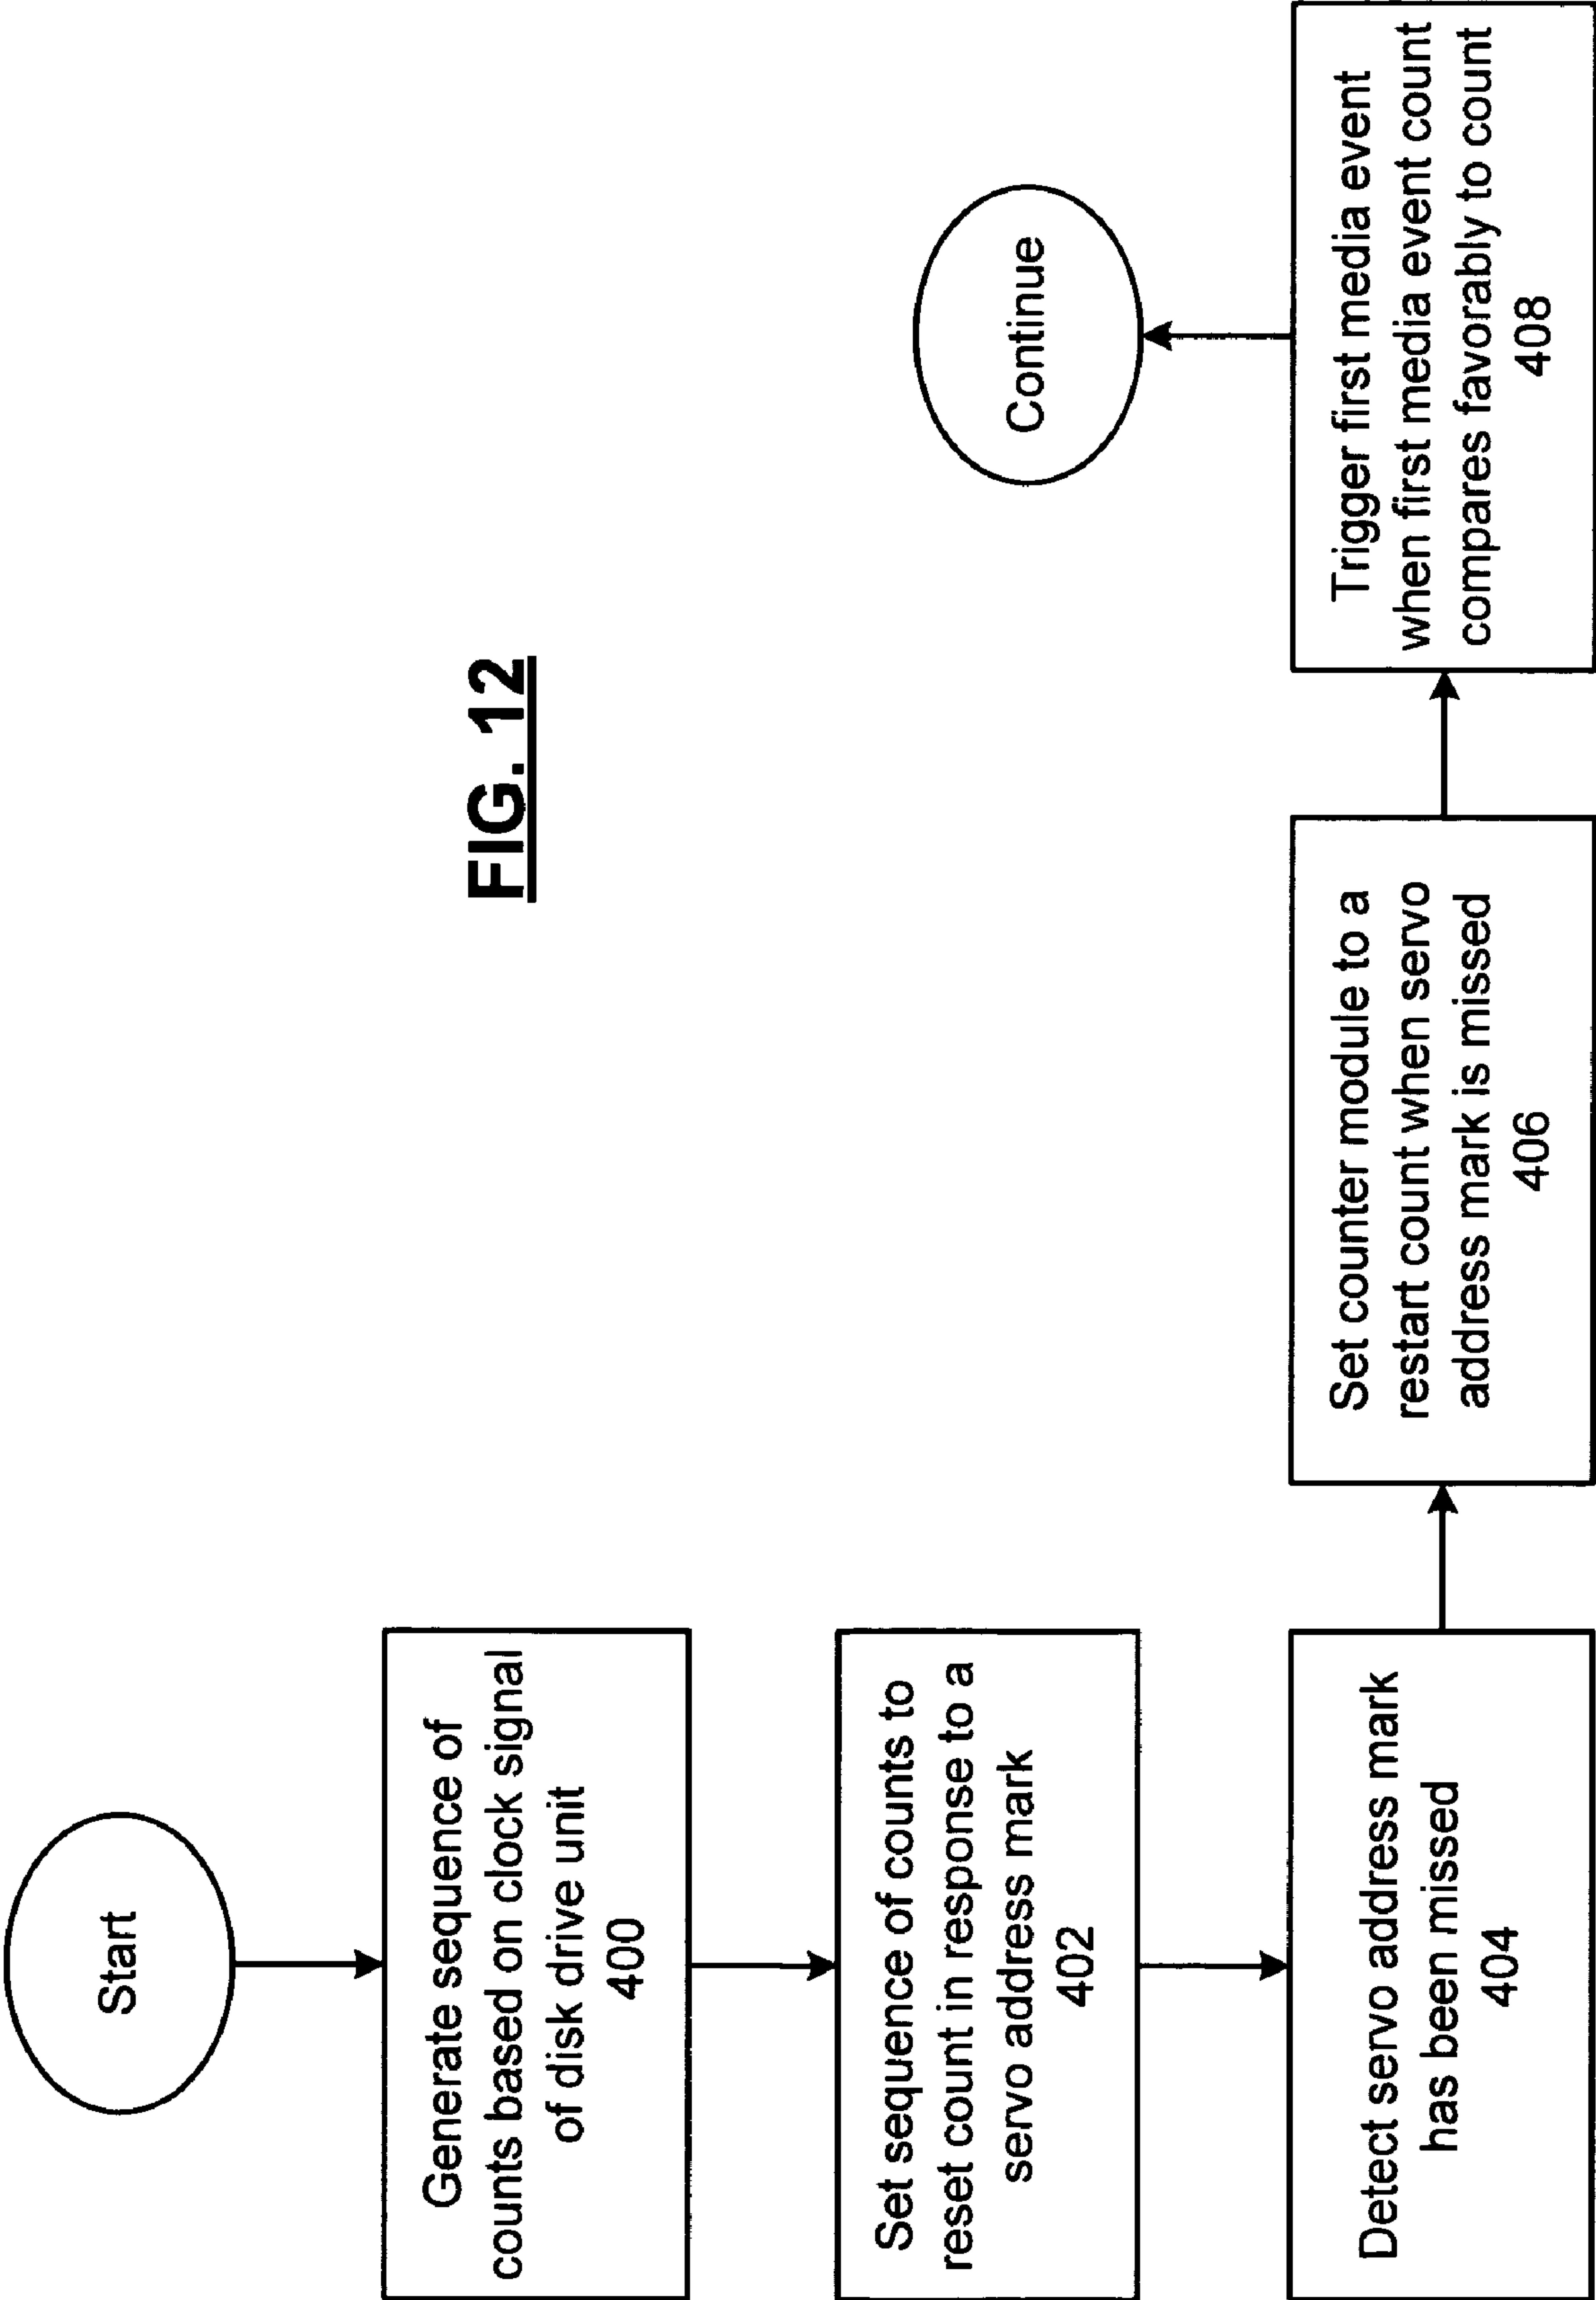 Start
Generate sequence of
counts based on clock signal
of disk drive unit
400
Set sequence of counts to
reset count in response to a
servo address mark
402
Detect servo address mark
has been missed
404
Set counter module to a
restart count when servo
address mark is missed
406
Trigger first media event
when first media event count
compares favorably to count
408
Continue
FIG. 12